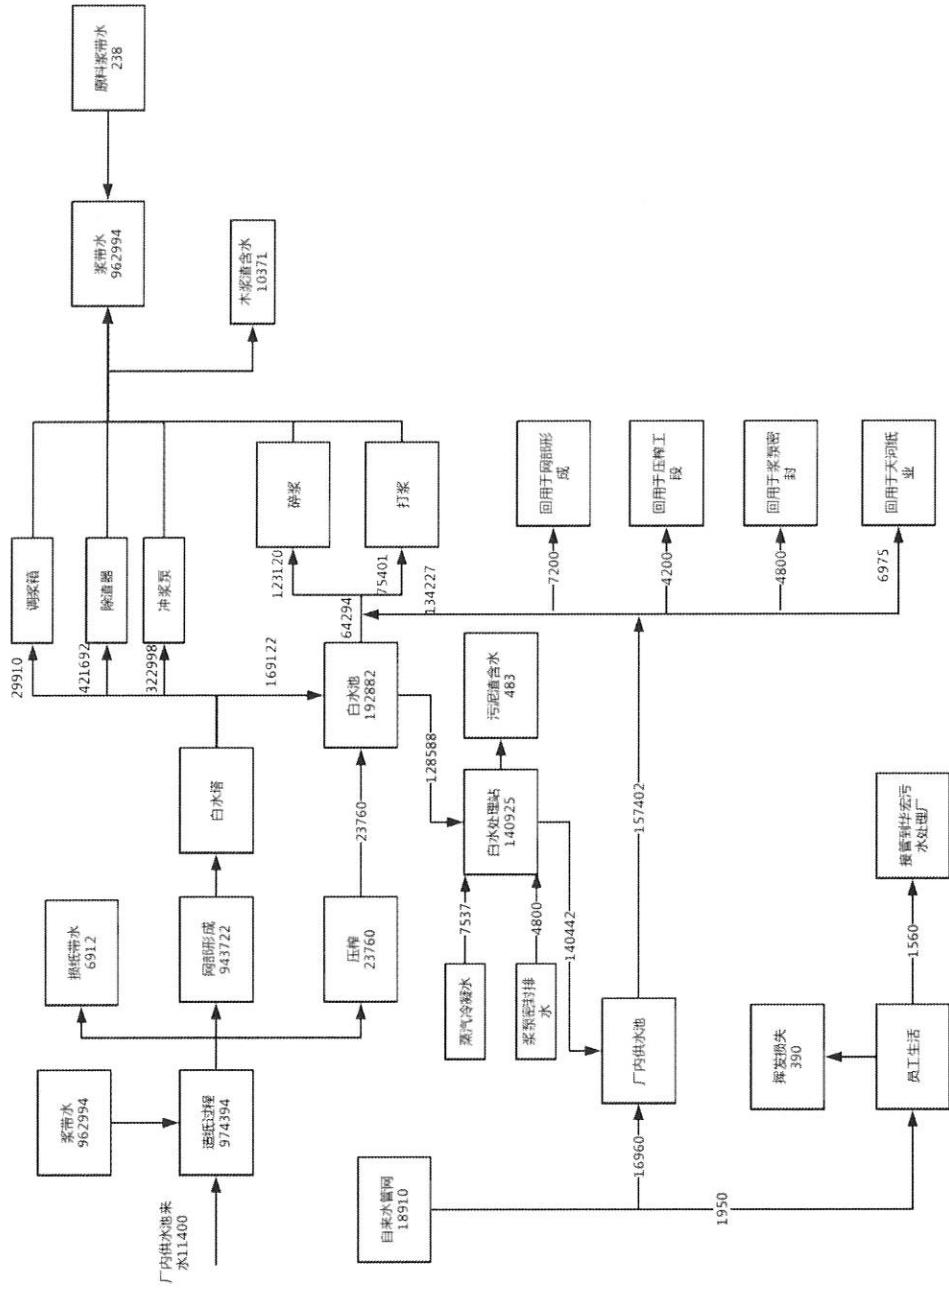 浆带水
962994
厂内供水池来
水11400
造纸过程
974394
损纸带水
6912
网部形成
943722
压榨
23760
白水塔
29910
421692
322998
调浆箱
除渣器
冲浆泵
169122
23760
白水池
192882
64294
123120
75401
134227
碎浆
打浆
浆带水
962994
原料浆带水
238
木浆渣含水
10371
128588
蒸汽冷凝水
7537
浆泵密封排
水
4800
白水处理站
140925
污泥渣含水
483
140442
自来水管网
18910
16960
1950
厂内供水池
157402
7200
回用于网部形
成
4200
回用于压榨工
段
4800
回用于浆泵密
封
6975
回用于天河纸
业
员工生活
挥发损失
390
1560
接管到华宏污
水处理厂